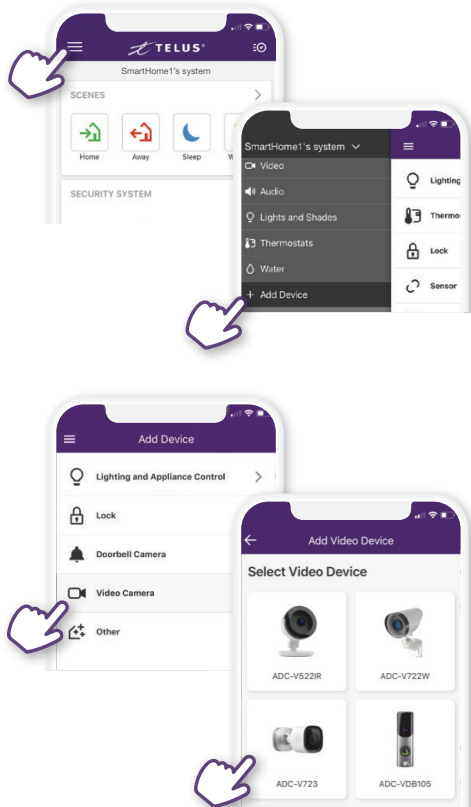 TELUS®
SmartHome1's system
SCENES
Home Away Sleep W
SECURITY SYSTEM
SmartHome1's system
Video
Audio
Lights and Shades
Thermostats
Water
+ Add Device
Lighting
Thermo
Lock
Sensor
Add Device
Lighting and Appliance Control
Lock
Doorbell Camera
Video Camera
Other
Add Video Device
Select Video Device
ADC-V522IR ADC-V722W
ADC-V723 ADC-VDB105